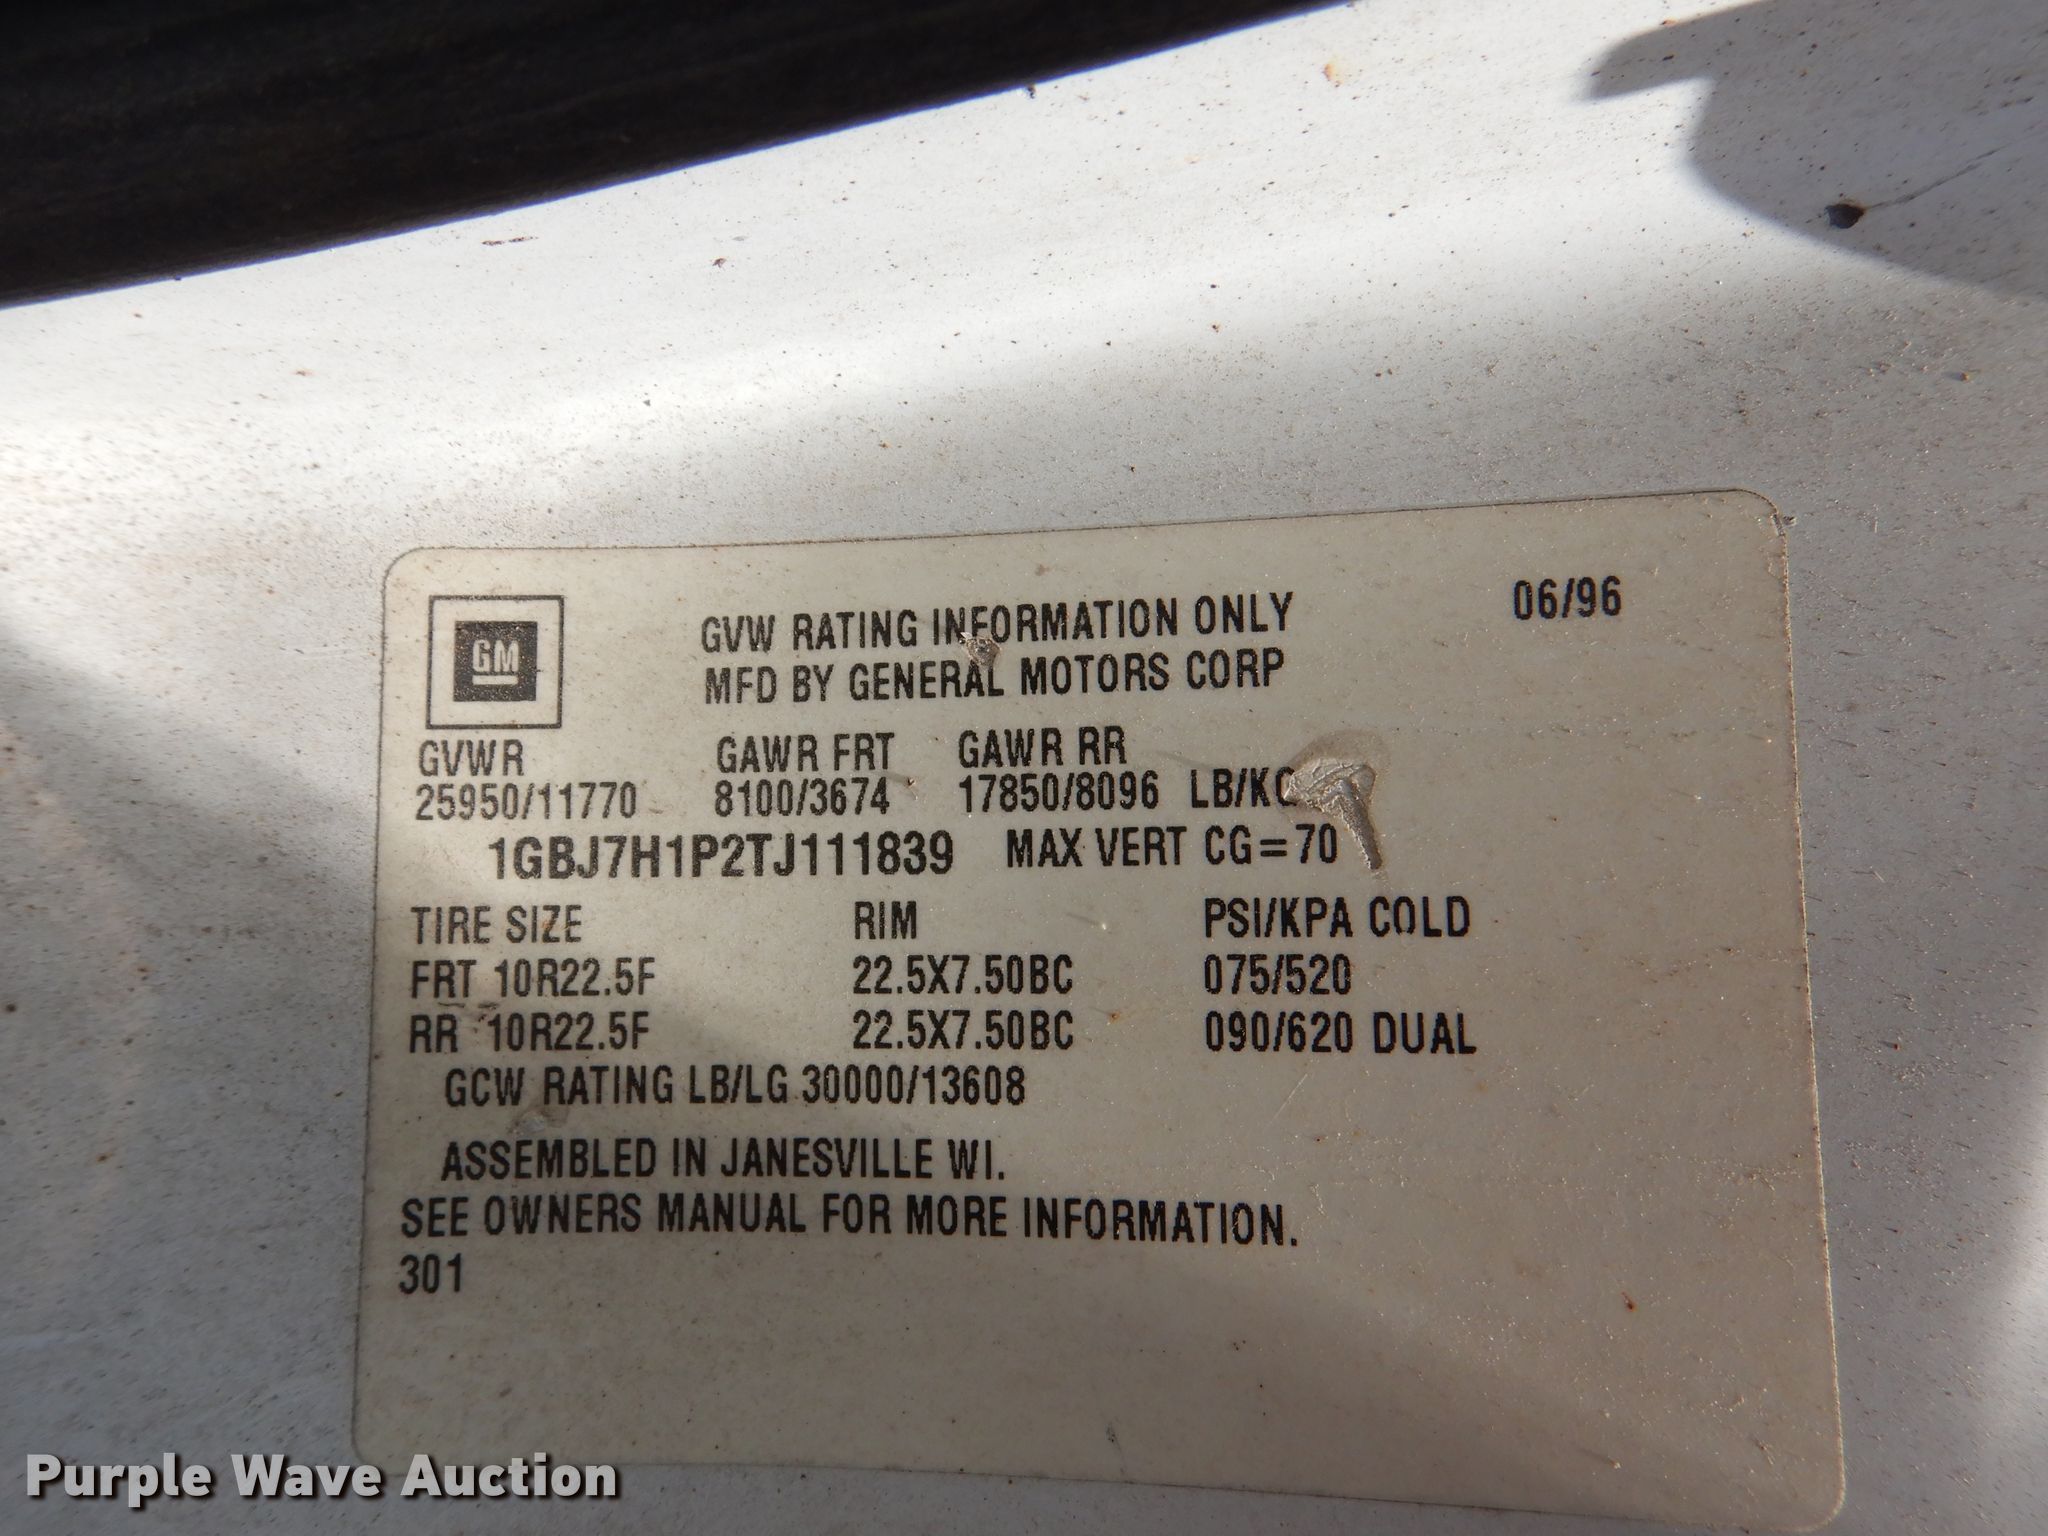 GM
GVW RATING INFORMATION ONLY 06/96
MFD BY GENERAL MOTORS CORP
GVWR GAWR FRT GAWR RR
25950/11770 8100/3674 17850/8096 LB/KG
1GBJ7H1P2TJ111839 MAX VERT CG=70
TIRE SIZE RIM PSI/KPA COLD
FRT 10R22.5F 22.5X7.50BC 075/520
RR 10R22.5F 22.5X7.50BC 090/620 DUAL
GCW RATING LB/LG 30000/13608
ASSEMBLED IN JANESVILLE WI.
SEE OWNERS MANUAL FOR MORE INFORMATION.
301
Purple Wave Auction